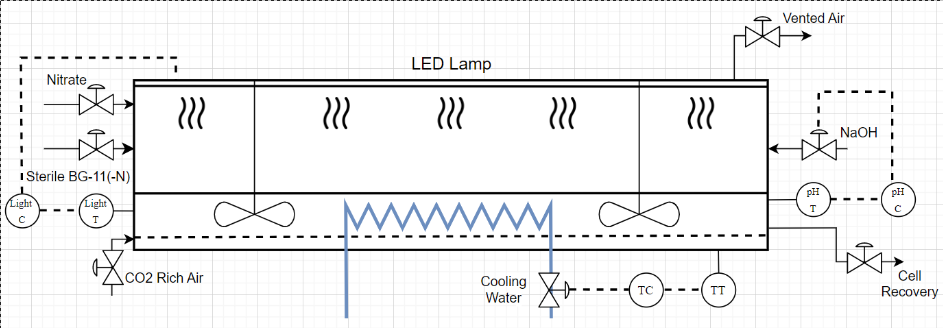 Vented Air
LED Lamp
Nitrate
NaOH
Sterile BG-11(-N)
Light
C
Light
T
pH
T
pH
C
CO2 Rich Air
Cooling
Water
TC
TT
Cell
Recovery